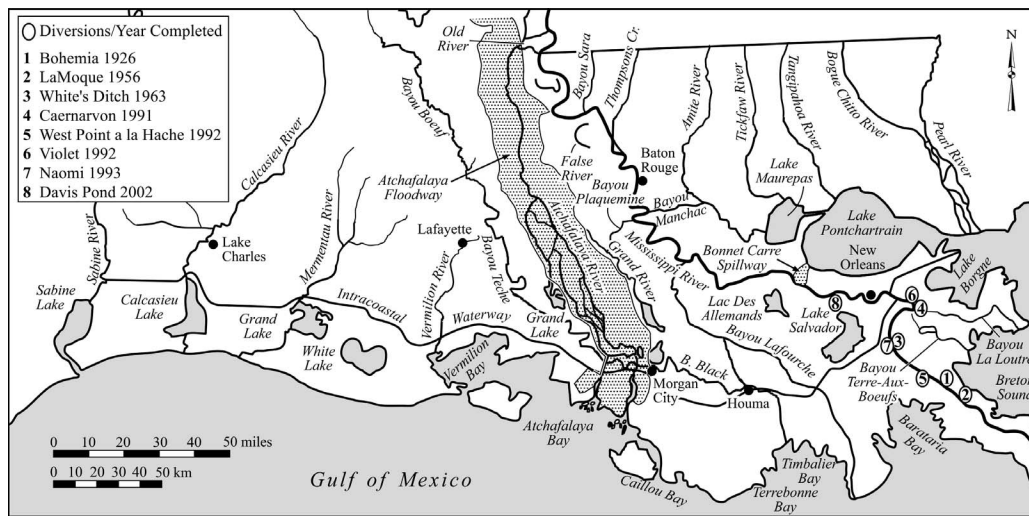 Diversions/Year Completed
1 Bohemia 1926
2 LaMoque 1956
3 White's Ditch 1963
4 Caernarvon 1991
5 West Point a la Hache 1992
6 Violet 1992
7 Naomi 1993
8 Davis Pond 2002
Old
River
Bayou Sara
Thompsons Cr.
Amite River
Tickfaw River
Tangipahoa River
Bogue Chitto River
Pearl River
N
Bayou Boeuf
Calcasieu River
Atchafalaya
Floodway
False
River
Bayou
Plaquemine
Baton
Rouge
Bayou
Manchac
Lake
Maurepas
Lake
Pontchartrain
New
Orleans
Lake
Borgne
Sabine River
Lake
Charles
Mermentau River
Lafayette
Vermilion River
Bayou Teche
Atchafalaya River
Grand River
Mississippi River
Bonnet Carre
Spillway
Sabine
Lake
Calcasieu
Lake
Grand
Lake
White
Lake
Intracoastal
Waterway
Vermilion
Bay
Grand
Lake
Lac Des
Allemands
Lake
Salvador
Bayou Lafourche
8
6
4
7
3
5
1
2
Bayou
La Loutre
Bayou
Terre-Aux-
Boeufs
Breton
Sound
Morgan
City
B. Black
Houma
Atchafalaya
Bay
Caillou Bay
Timbalier
Bay
Terrebonne
Bay
Barataria
Bay
Gulf of Mexico
0 10 20 30 40 50 miles
0 10 20 30 40 50 km